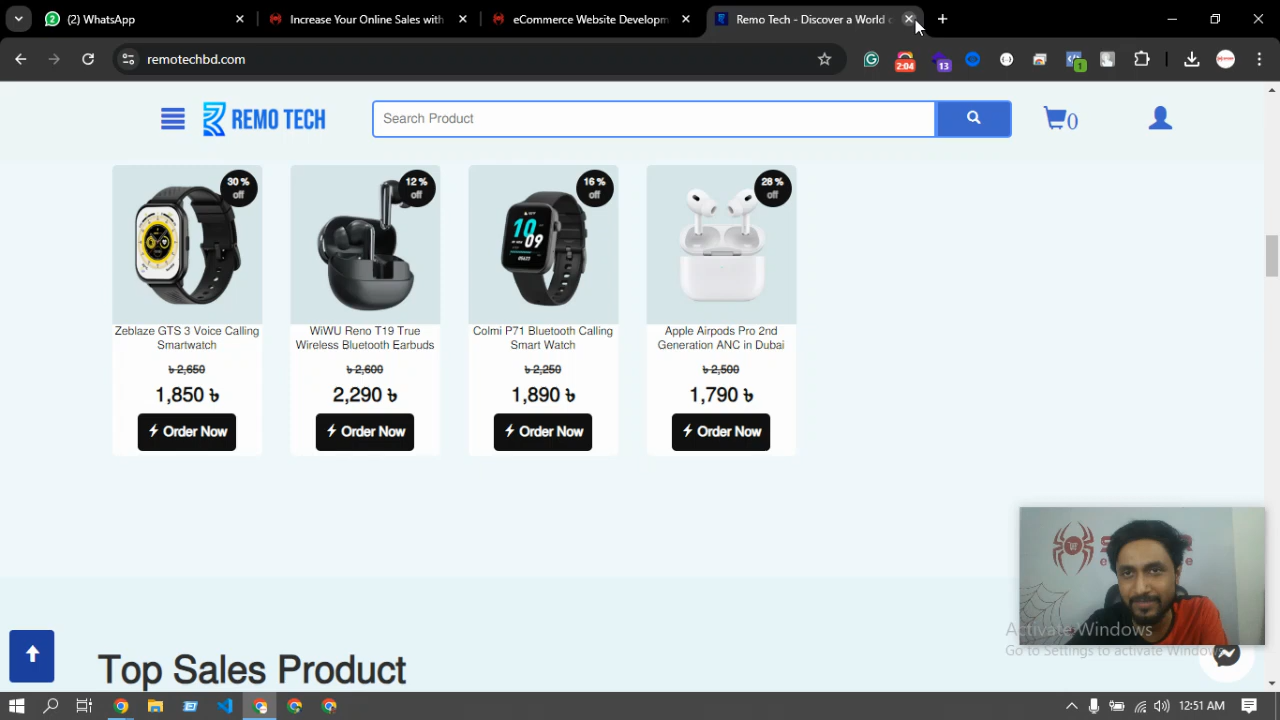 (2) WhatsApp
Increase Your Online Sales with
eCommerce Website Developm
Remo Tech - Discover a World
remotechbd.com
2:04
13
1
REMO TECH
Search Product
0
30 %
off
12 %
off
16 %
off
28 %
off
10
09
Zeblaze GTS 3 Voice Calling
Smartwatch
WiWU Reno T19 True
Wireless Bluetooth Earbuds
Colmi P71 Bluetooth Calling
Smart Watch
Apple Airpods Pro 2nd
Generation ANC in Dubai
৳ 2,650
৳ 2,600
৳ 2,250
৳ 2,500
1,850 ৳
2,290 ৳
1,890 ৳
1,790 ৳
Order Now
Order Now
Order Now
Order Now
Top Sales Product
Activate Windows
Go to Settings to activate Windows
12:51 AM